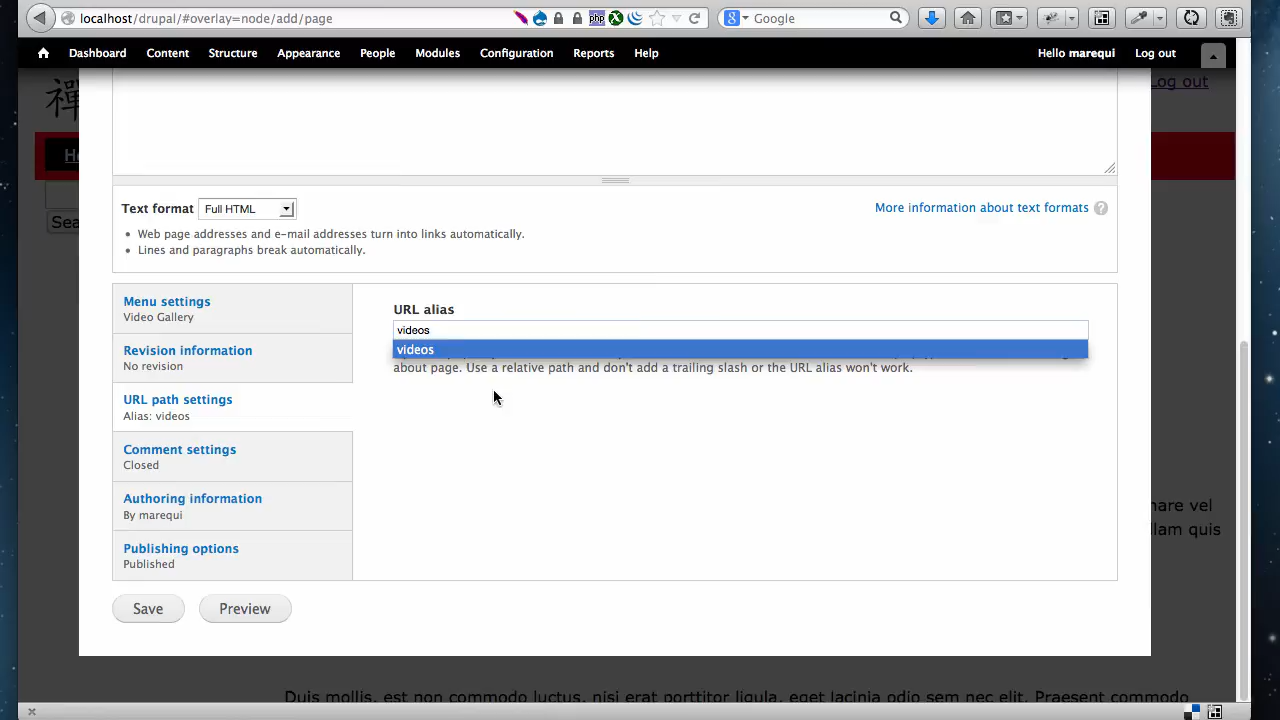 localhost/drupal/#overlay=node/add/page
php
Google
Dashboard Content Structure Appearance People Modules Configuration Reports Help
Hello marequi Log out
禪
Log out
Text format Full HTML
More information about text formats ?
Web page addresses and e-mail addresses turn into links automatically.
Lines and paragraphs break automatically.
Menu settings
Video Gallery
Revision information
No revision
URL path settings
Alias: videos
Comment settings
Closed
Authoring information
By marequi
Publishing options
Published
URL alias
videos
videos
about page. Use a relative path and don't add a trailing slash or the URL alias won't work.
Save Preview
llam quis
Duis mollis, est non commodo luctus, nisi erat porttitor ligula, eget lacinia odio sem nec elit. Praesent commodo